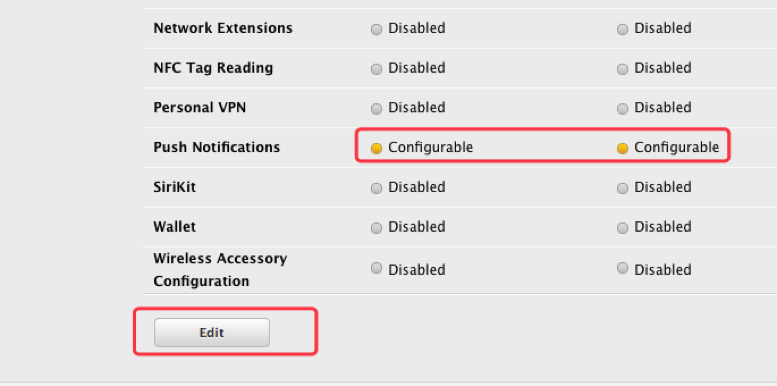 Network Extensions Disabled Disabled
NFC Tag Reading Disabled Disabled
Personal VPN Disabled Disabled
Push Notifications Configurable Configurable
SiriKit Disabled Disabled
Wallet Disabled Disabled
Wireless Accessory
Configuration Disabled Disabled
Edit